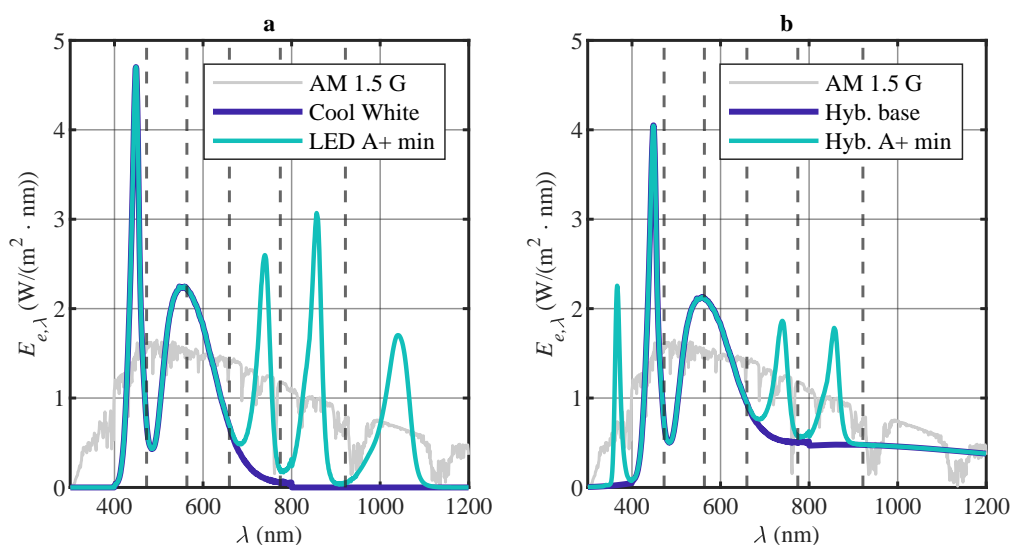 a
5
4
3
2
1
0
400 600 800 1000 1200
λ (nm)
E_{e,λ} (W/(m² · nm))
AM 1.5 G
Cool White
LED A+ min
b
5
4
3
2
1
0
400 600 800 1000 1200
λ (nm)
E_{e,λ} (W/(m² · nm))
AM 1.5 G
Hyb. base
Hyb. A+ min